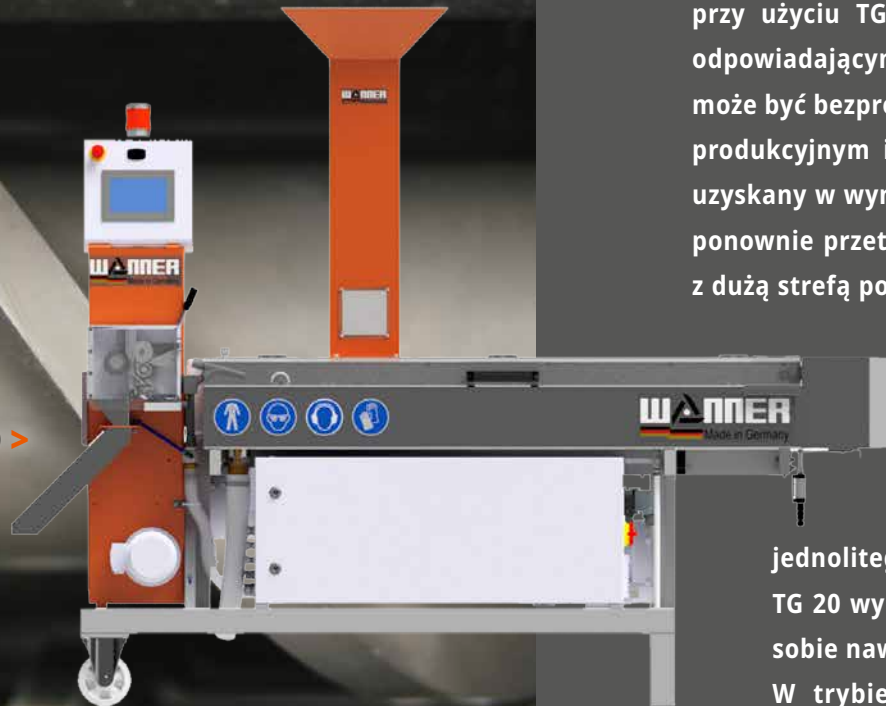 przy użyciu TG
odpowiadającym
może być bezpro
produkcyjnym i
uzyskany w wyn
ponownie przet
z dużą strefą po
WANNER
WANNER
Made in Germany
WANNER
Made in Germany
>
jednoliteg
TG 20 wy
sobie naw
W trybie